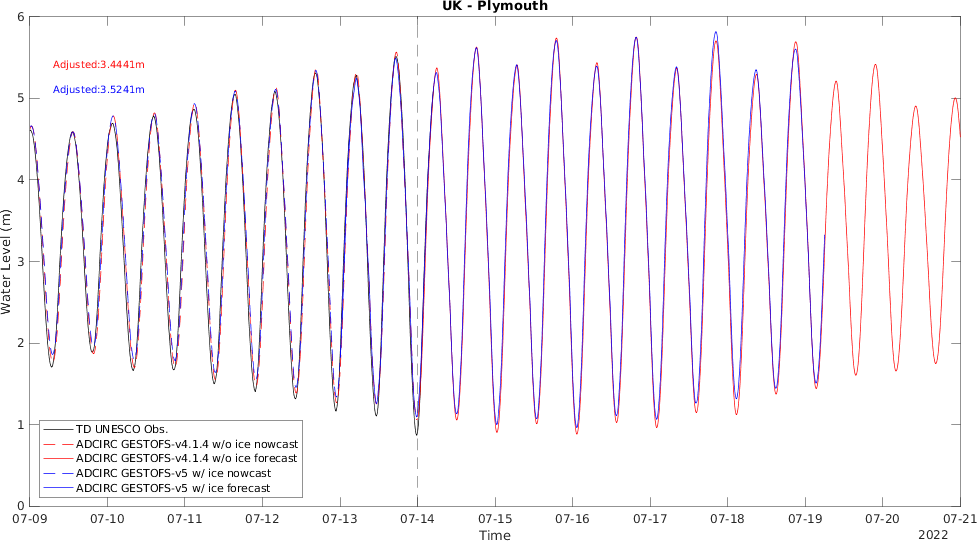 UK - Plymouth
Adjusted:3.4441m
Adjusted:3.5241m
Water Level (m)
6
5
4
3
2
1
0
TD UNESCO Obs.
ADCIRC GESTOFS-v4.1.4 w/o ice nowcast
ADCIRC GESTOFS-v4.1.4 w/o ice forecast
ADCIRC GESTOFS-v5 w/ ice nowcast
ADCIRC GESTOFS-v5 w/ ice forecast
07-09 07-10 07-11 07-12 07-13 07-14 07-15 07-16 07-17 07-18 07-19 07-20 07-21
Time
2022